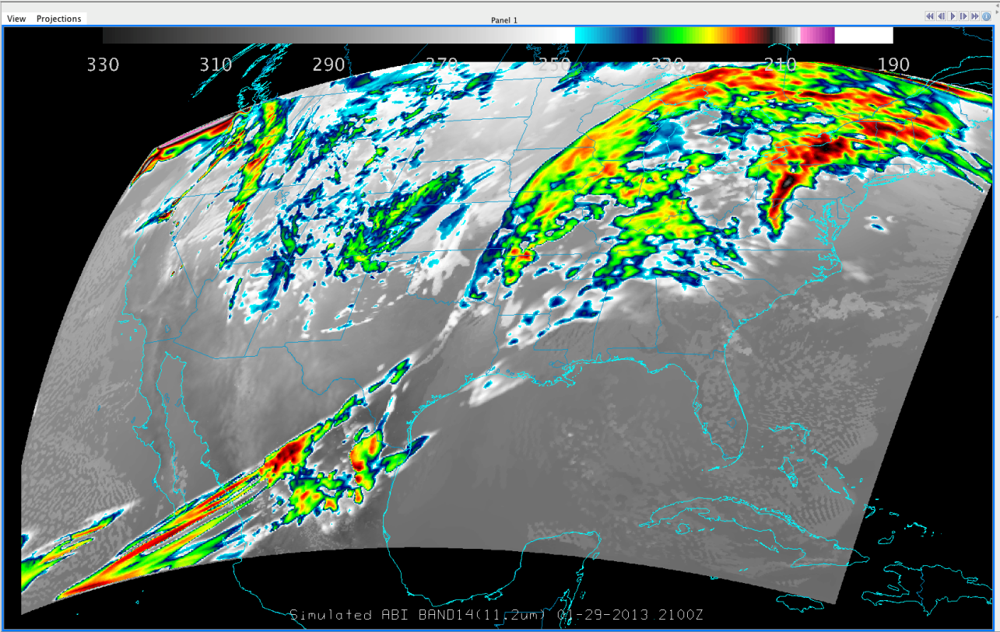 View Projections
Panel 1
330 310 290 270 250 230 210 190
Simulated ABI BAND14(11.2um) 01-29-2013 2100Z